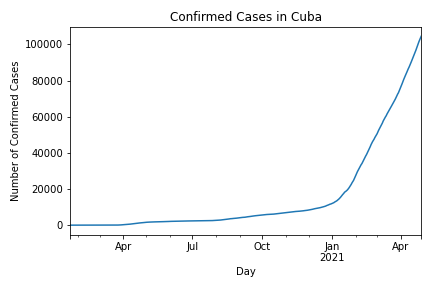 Confirmed Cases in Cuba
Number of Confirmed Cases
100000
80000
60000
40000
20000
0
Apr
Jul
Oct
Jan
2021
Apr
Day